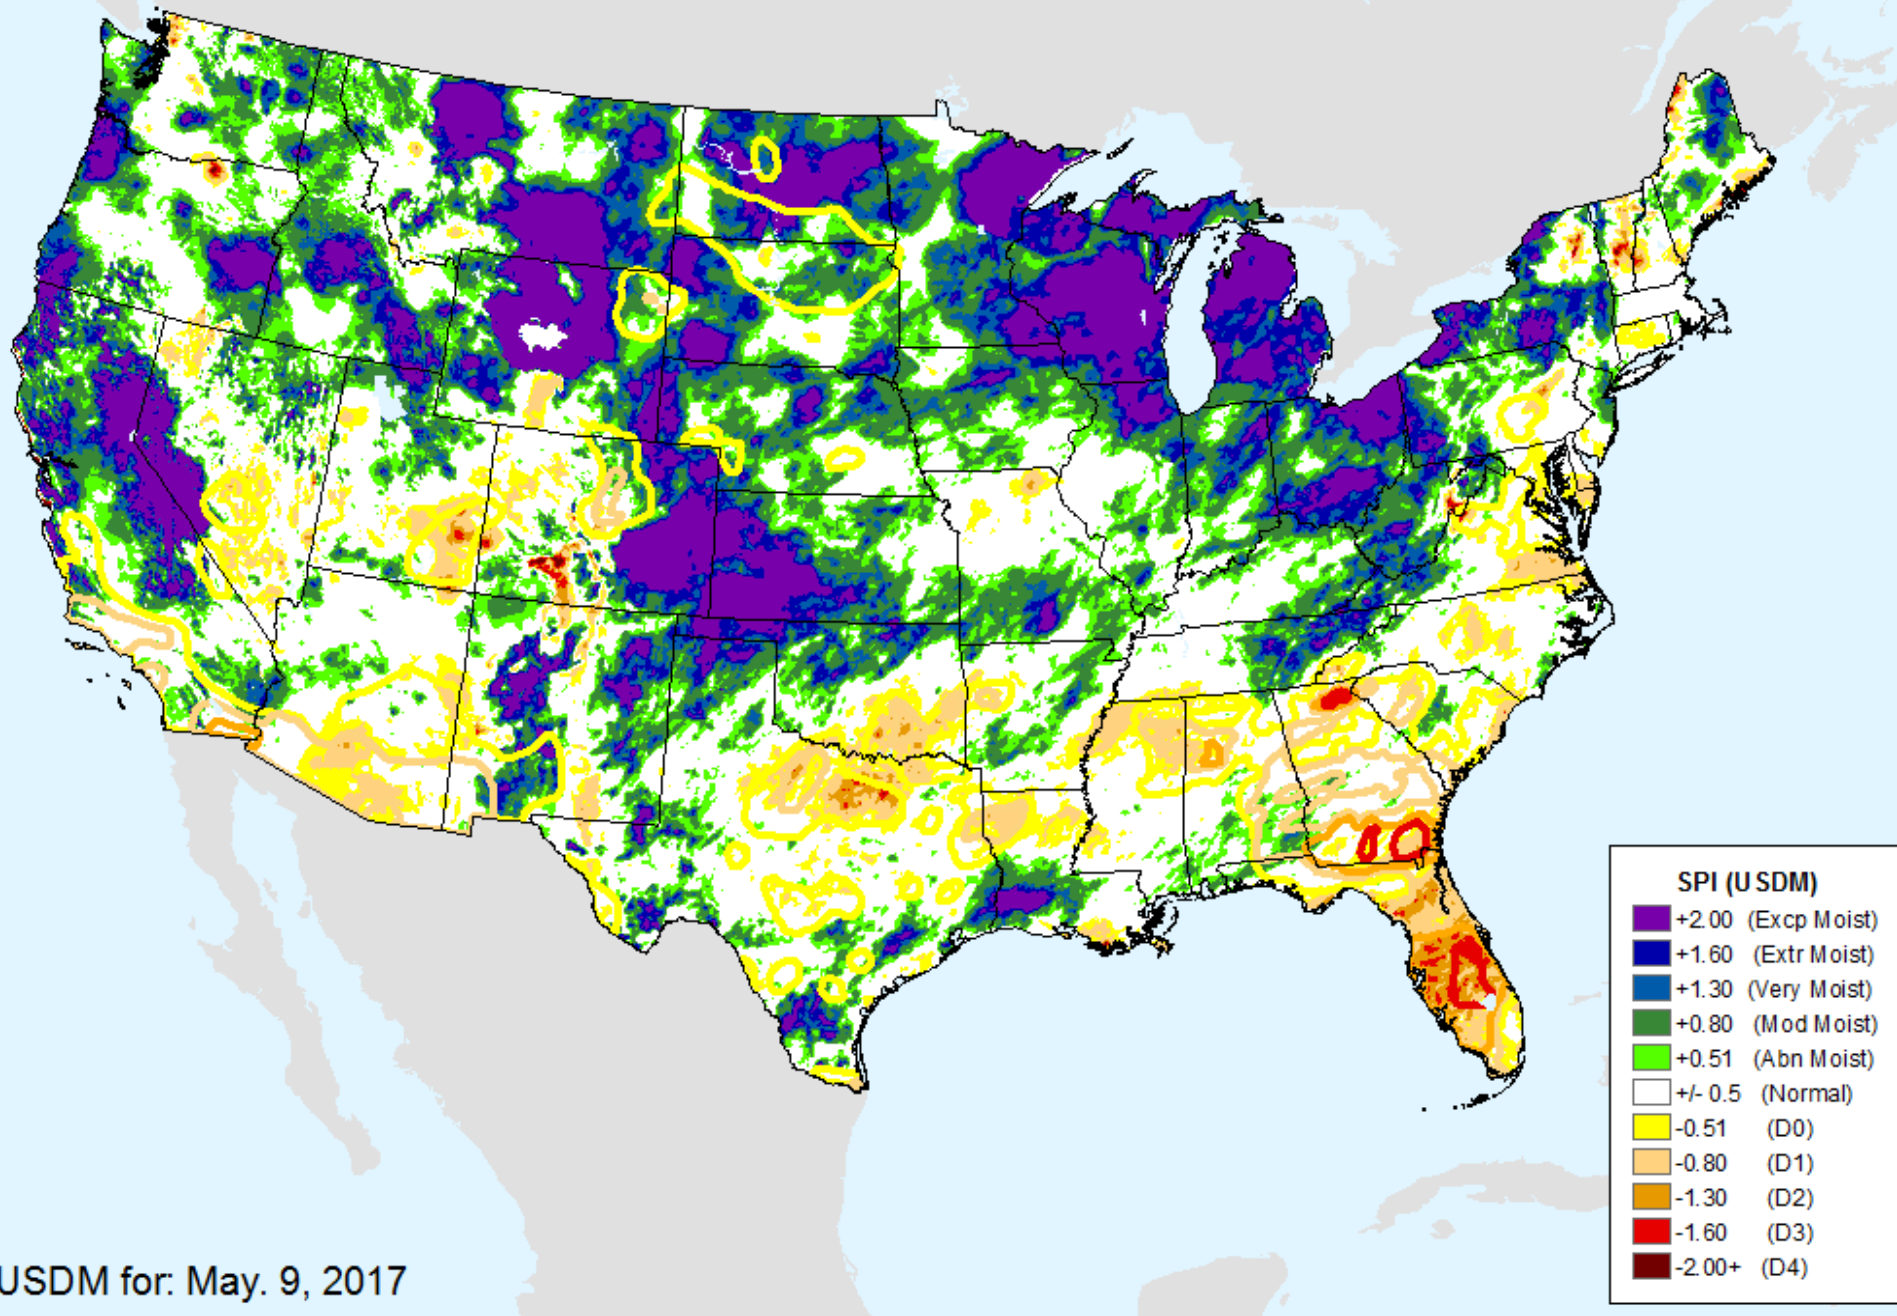 SPI (USDM)
+2.00 (Excp Moist)
+1.60 (Extr Moist)
+1.30 (Very Moist)
+0.80 (Mod Moist)
+0.51 (Abn Moist)
+/- 0.5 (Normal)
-0.51 (D0)
-0.80 (D1)
-1.30 (D2)
-1.60 (D3)
-2.00+ (D4)
USDM for: May. 9, 2017